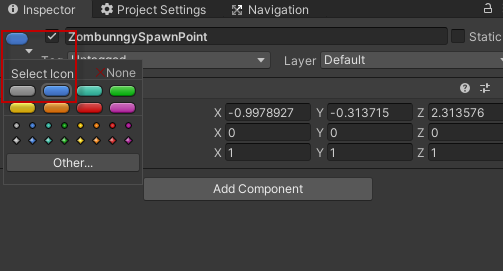 Inspector Project Settings Navigation
ZombunngySpawnPoint Static
Tag Untagged Layer Default
Select Icon None
X -0.9978927 Y -0.313715 Z 2.313576
X 0 Y 0 Z 0
X 1 Y 1 Z 1
Other...
Add Component